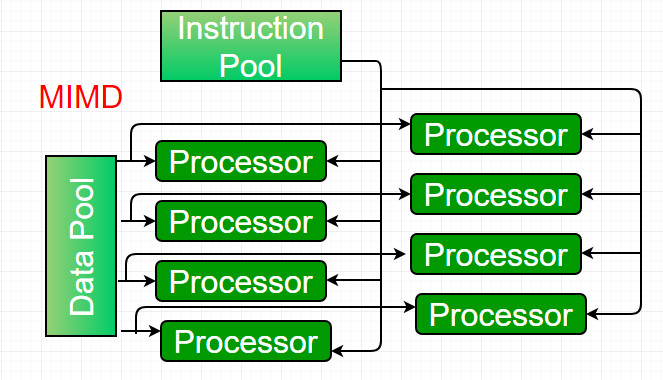 Instruction
Pool
MIMD
Processor
Processor
Processor
Processor
Data Pool
Processor
Processor
Processor
Processor